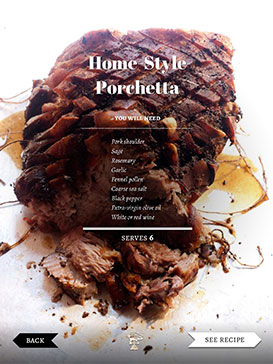 Home-Style
Porchetta
YOU WILL NEED
Pork shoulder
Sage
Rosemary
Garlic
Fennel pollen
Coarse sea salt
Black pepper
Extra-virgin olive oil
White or red wine
SERVES 6
BACK
SEE RECIPE